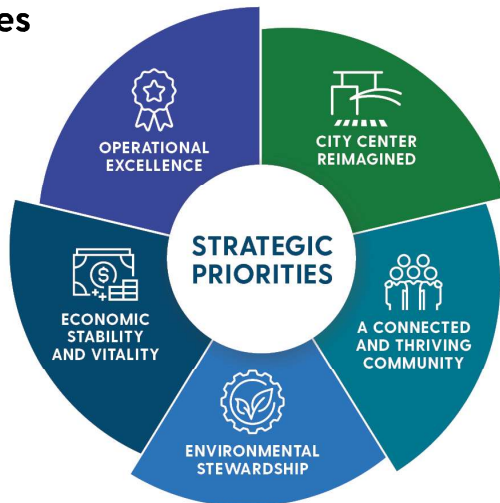 es
STRATEGIC
PRIORITIES
OPERATIONAL
EXCELLENCE
CITY CENTER
REIMAGINED
A CONNECTED
AND THRIVING
COMMUNITY
ENVIRONMENTAL
STEWARDSHIP
ECONOMIC
STABILITY
AND VITALITY
$